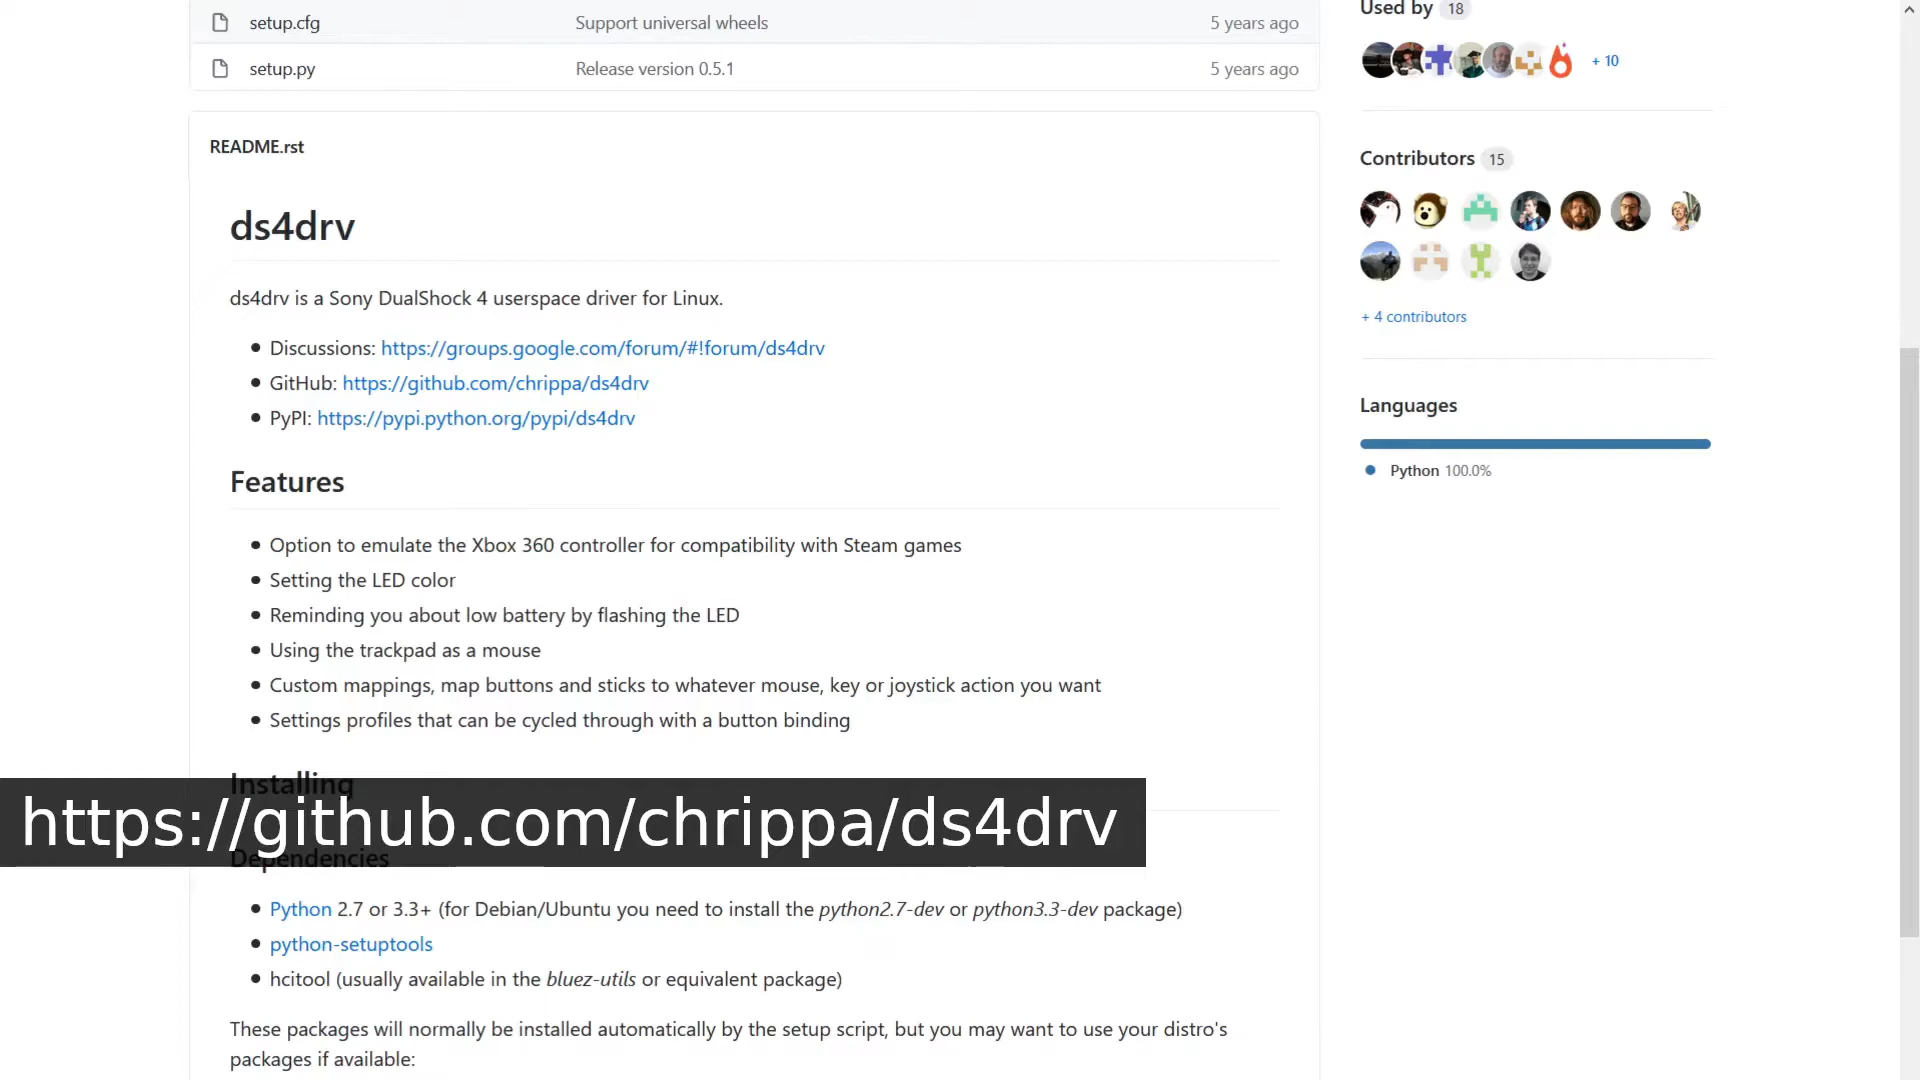 setup.cfg Support universal wheels 5 years ago
setup.py Release version 0.5.1 5 years ago
README.rst
ds4drv
ds4drv is a Sony DualShock 4 userspace driver for Linux.
Discussions: https://groups.google.com/forum/#!forum/ds4drv
GitHub: https://github.com/chrippa/ds4drv
PyPI: https://pypi.python.org/pypi/ds4drv
Features
Option to emulate the Xbox 360 controller for compatibility with Steam games
Setting the LED color
Reminding you about low battery by flashing the LED
Using the trackpad as a mouse
Custom mappings, map buttons and sticks to whatever mouse, key or joystick action you want
Settings profiles that can be cycled through with a button binding
Installing
https://github.com/chrippa/ds4drv
Dependencies
Python 2.7 or 3.3+ (for Debian/Ubuntu you need to install the python2.7-dev or python3.3-dev package)
python-setuptools
hcitool (usually available in the bluez-utils or equivalent package)
These packages will normally be installed automatically by the setup script, but you may want to use your distro's
packages if available:
Used by 18
+ 10
Contributors 15
+ 4 contributors
Languages
Python 100.0%